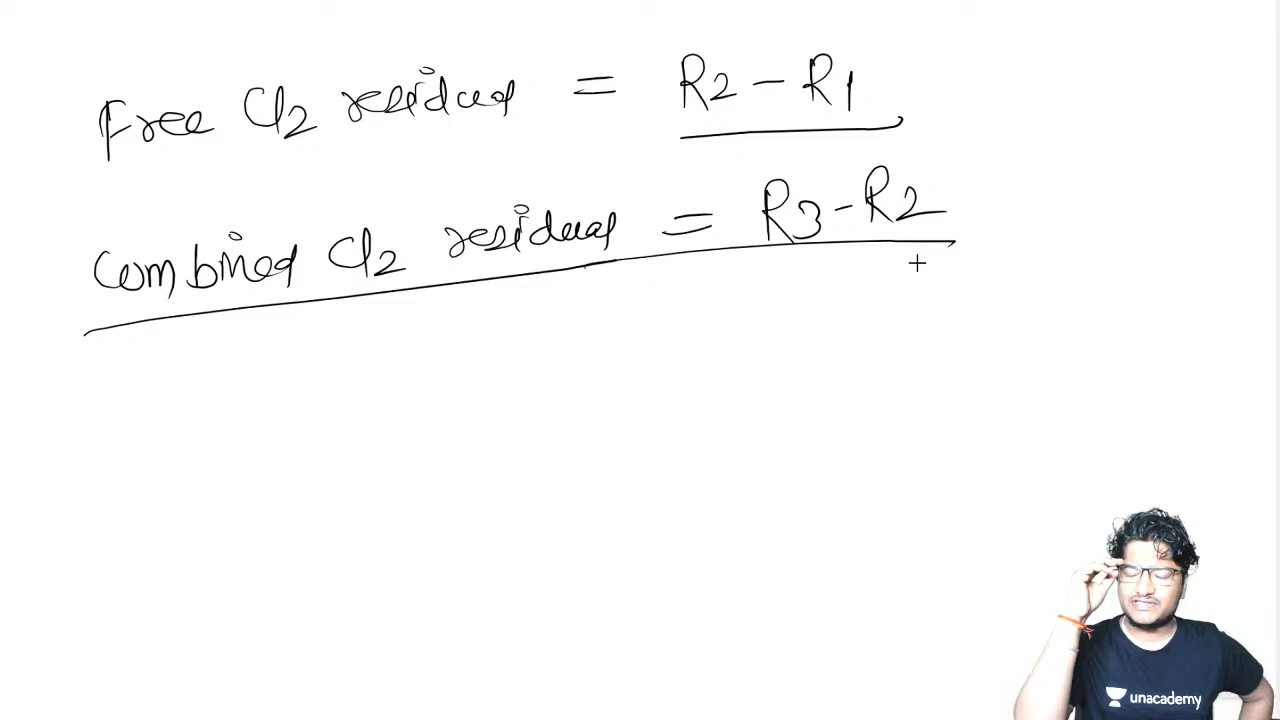 Free Cl2 residual = R2 - R1
Combined Cl2 residual = R3 - R2
unacademy